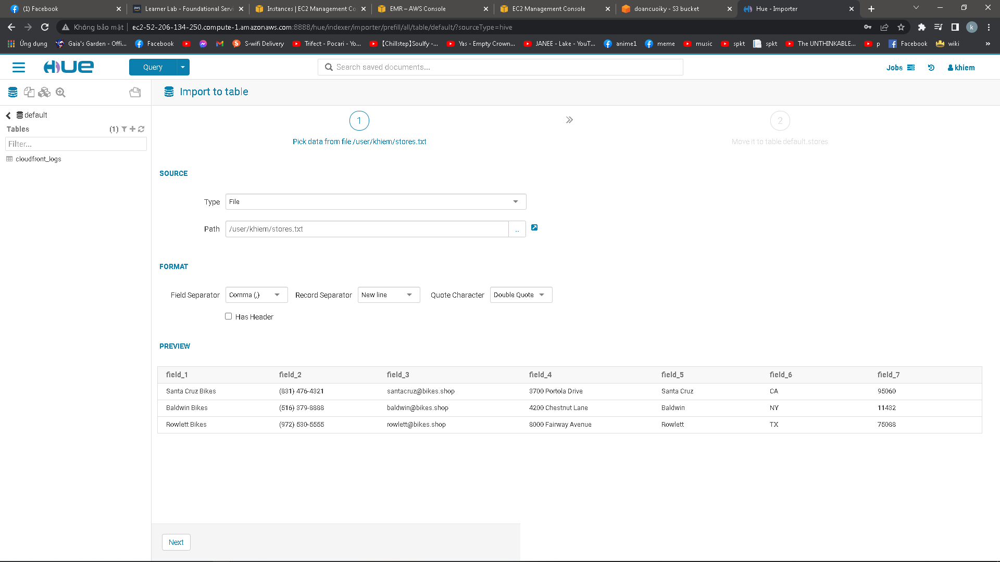 (1) Facebook
Learner Lab - Foundational Servi
Instances | EC2 Management Co
EMR – AWS Console
EC2 Management Console
doancuoiky - S3 bucket
Hue - Importer
Không bảo mật
ec2-52-206-134-250.compute-1.amazonaws.com:8888/hue/indexer/importer/prefill/all/table/default/?sourceType=hive
k
Ứng dụng
Gaia's Garden - Offi...
Facebook
S-wifi Delivery
Trifect - Pocari - Yo...
【Chillstep】Soulfy -...
Yas - Empty Crown...
JANEE - Lake - YouT...
anime1
meme
music
spkt
spkt
The UNTHINKABLE...
p
Facebook
wiki
»
HUE
Query
Search saved documents...
Jobs
khiem
Import to table
default
Tables
(1)
Filter...
cloudfront_logs
1
Pick data from file /user/khiem/stores.txt
2
Move it to table default.stores
SOURCE
Type
File
Path
/user/khiem/stores.txt
..
FORMAT
Field Separator
Comma (,)
Record Separator
New line
Quote Character
Double Quote
Has Header
PREVIEW
field_1 field_2 field_3 field_4 field_5 field_6 field_7
Santa Cruz Bikes (831) 476-4321 santacruz@bikes.shop 3700 Portola Drive Santa Cruz CA 95060
Baldwin Bikes (516) 379-8888 baldwin@bikes.shop 4200 Chestnut Lane Baldwin NY 11432
Rowlett Bikes (972) 530-5555 rowlett@bikes.shop 8000 Fairway Avenue Rowlett TX 75088
Next